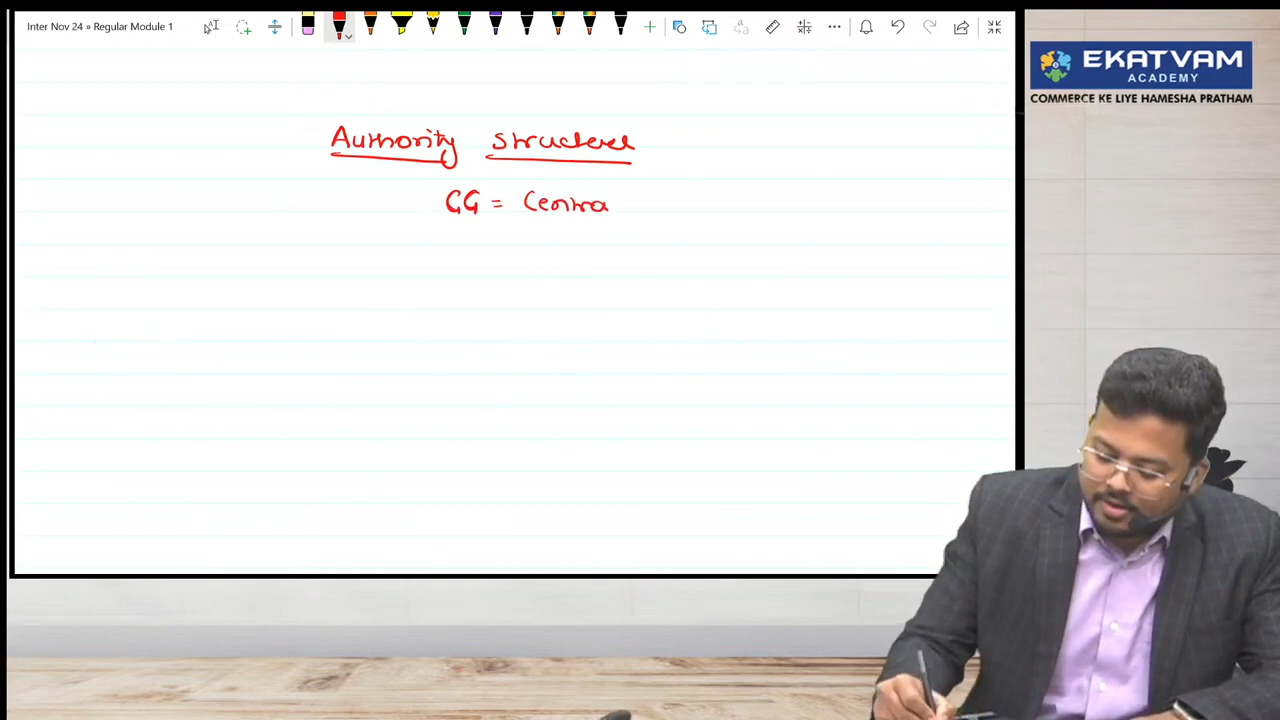 Inter Nov 24 » Regular Module 1
EKATVAM
ACADEMY
COMMERCE KE LIYE HAMESHA PRATHAM
Authority structure
CG = Centra